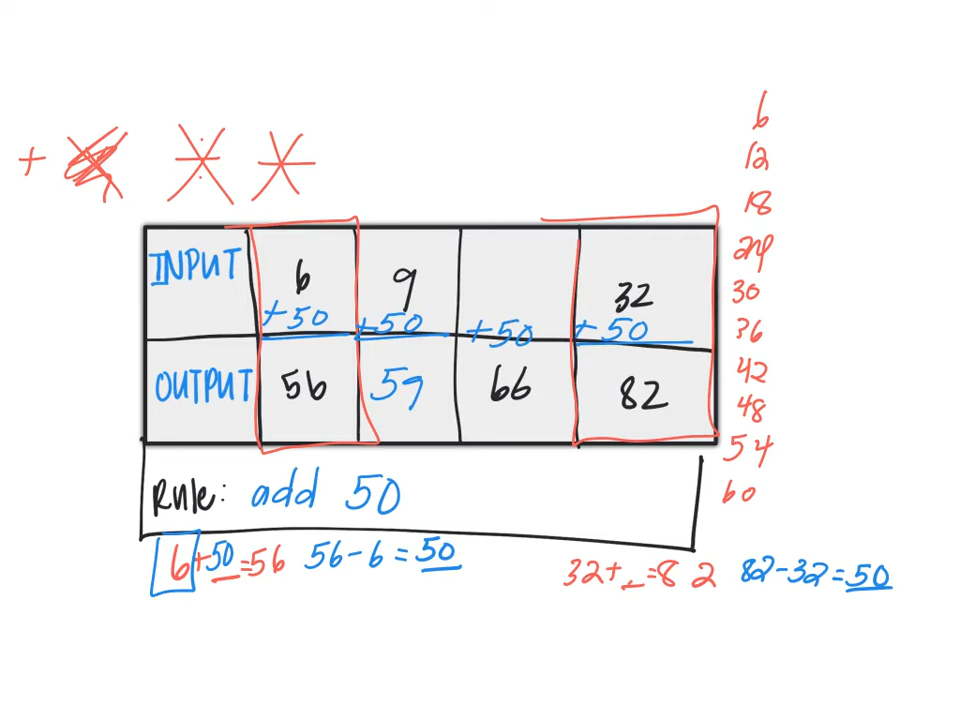 +
6
12
18
24
30
36
42
48
54
60
INPUT 6 9 32
+50 +50 +50 +50
OUTPUT 56 59 66 82
Rule: add 50
6+50=56 56-6=50 32+_=82 82-32=50